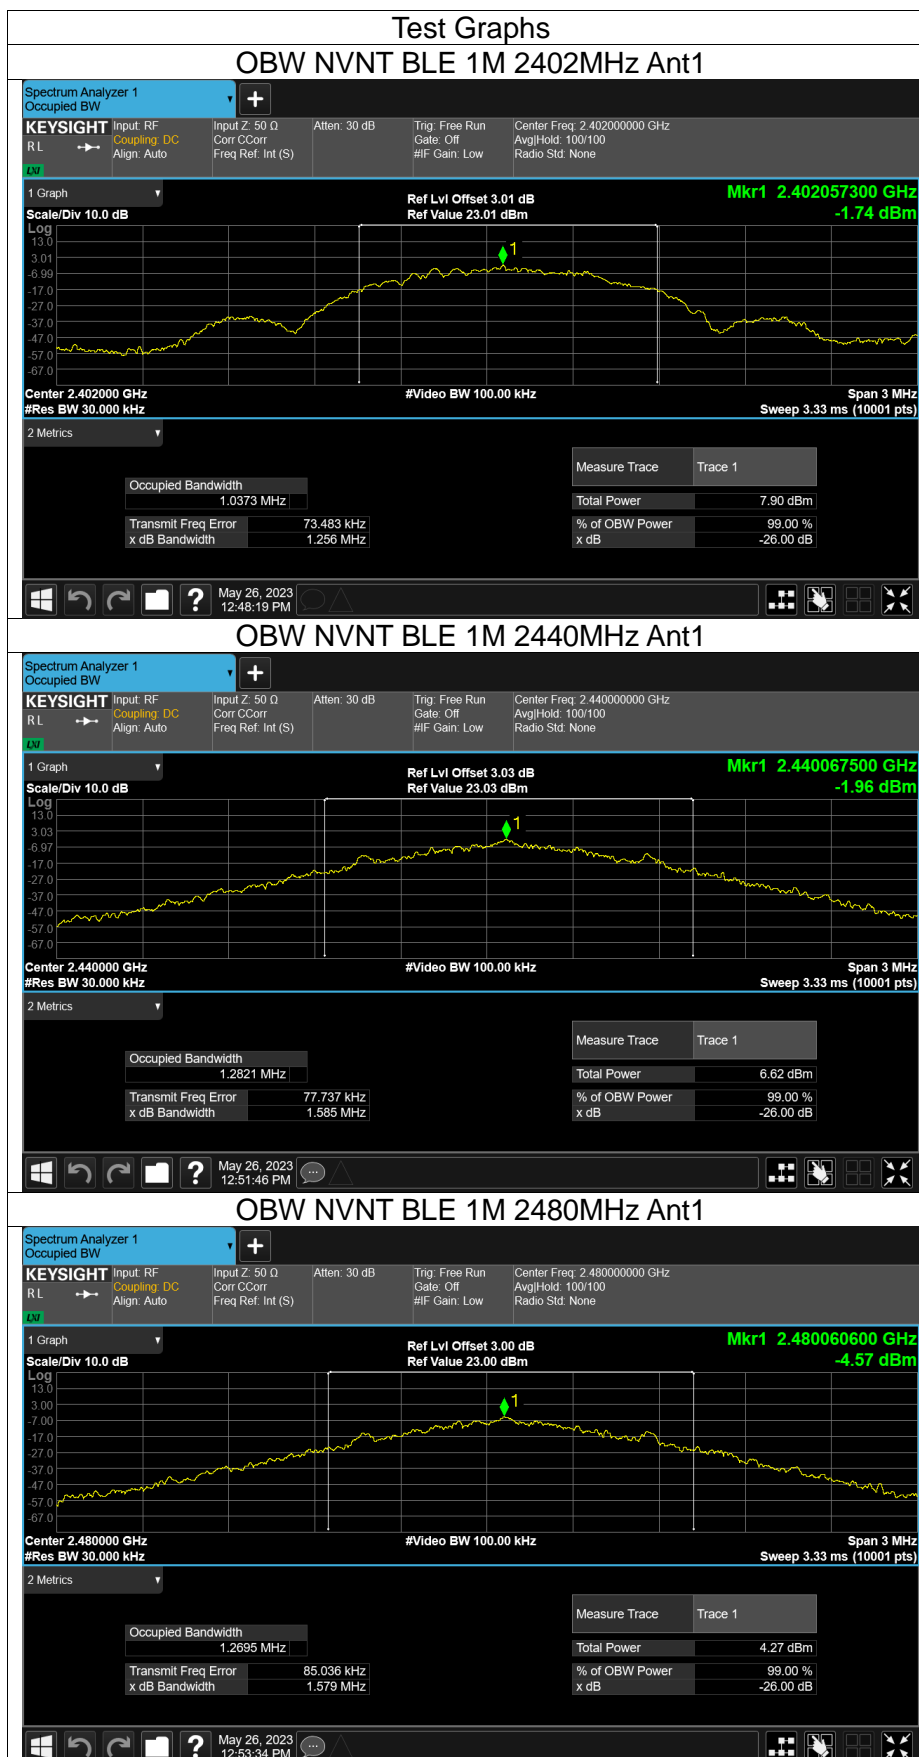 Test Graphs
OBW NVNT BLE 1M 2402MHz Ant1
Spectrum Analyzer 1
Occupied BW
KEYSIGHT Input: RF Input Z: 50 Ω Atten: 30 dB Trig: Free Run Center Freq: 2.402000000 GHz
RL Coupling: DC Corr CCorr Gate: Off Avg|Hold: 100/100
Align: Auto Freq Ref: Int (S) #IF Gain: Low Radio Std: None
LXI
1 Graph Ref Lvl Offset 3.01 dB Mkr1 2.402057300 GHz
Scale/Div 10.0 dB Ref Value 23.01 dBm -1.74 dBm
Log
13.0
1
3.01
-6.99
-17.0
-27.0
-37.0
-47.0
-57.0
-67.0
Center 2.402000 GHz #Video BW 100.00 kHz Span 3 MHz
#Res BW 30.000 kHz Sweep 3.33 ms (10001 pts)
2 Metrics
Measure Trace Trace 1
Occupied Bandwidth
1.0373 MHz Total Power 7.90 dBm
Transmit Freq Error 73.483 kHz % of OBW Power 99.00 %
x dB Bandwidth 1.256 MHz x dB -26.00 dB
? May 26, 2023
12:48:19 PM
OBW NVNT BLE 1M 2440MHz Ant1
Spectrum Analyzer 1
Occupied BW
KEYSIGHT Input: RF Input Z: 50 Ω Atten: 30 dB Trig: Free Run Center Freq: 2.440000000 GHz
RL Coupling: DC Corr CCorr Gate: Off Avg|Hold: 100/100
Align: Auto Freq Ref: Int (S) #IF Gain: Low Radio Std: None
LXI
1 Graph Ref Lvl Offset 3.03 dB Mkr1 2.440067500 GHz
Scale/Div 10.0 dB Ref Value 23.03 dBm -1.96 dBm
Log
13.0
1
3.03
-6.97
-17.0
-27.0
-37.0
-47.0
-57.0
-67.0
Center 2.440000 GHz #Video BW 100.00 kHz Span 3 MHz
#Res BW 30.000 kHz Sweep 3.33 ms (10001 pts)
2 Metrics
Measure Trace Trace 1
Occupied Bandwidth
1.2821 MHz Total Power 6.62 dBm
Transmit Freq Error 77.737 kHz % of OBW Power 99.00 %
x dB Bandwidth 1.585 MHz x dB -26.00 dB
? May 26, 2023
12:51:46 PM
OBW NVNT BLE 1M 2480MHz Ant1
Spectrum Analyzer 1
Occupied BW
KEYSIGHT Input: RF Input Z: 50 Ω Atten: 30 dB Trig: Free Run Center Freq: 2.480000000 GHz
RL Coupling: DC Corr CCorr Gate: Off Avg|Hold: 100/100
Align: Auto Freq Ref: Int (S) #IF Gain: Low Radio Std: None
LXI
1 Graph Ref Lvl Offset 3.00 dB Mkr1 2.480060600 GHz
Scale/Div 10.0 dB Ref Value 23.00 dBm -4.57 dBm
Log
13.0
1
3.00
-7.00
-17.0
-27.0
-37.0
-47.0
-57.0
-67.0
Center 2.480000 GHz #Video BW 100.00 kHz Span 3 MHz
#Res BW 30.000 kHz Sweep 3.33 ms (10001 pts)
2 Metrics
Measure Trace Trace 1
Occupied Bandwidth
1.2695 MHz Total Power 4.27 dBm
Transmit Freq Error 85.036 kHz % of OBW Power 99.00 %
x dB Bandwidth 1.579 MHz x dB -26.00 dB
? May 26, 2023
12:53:34 PM